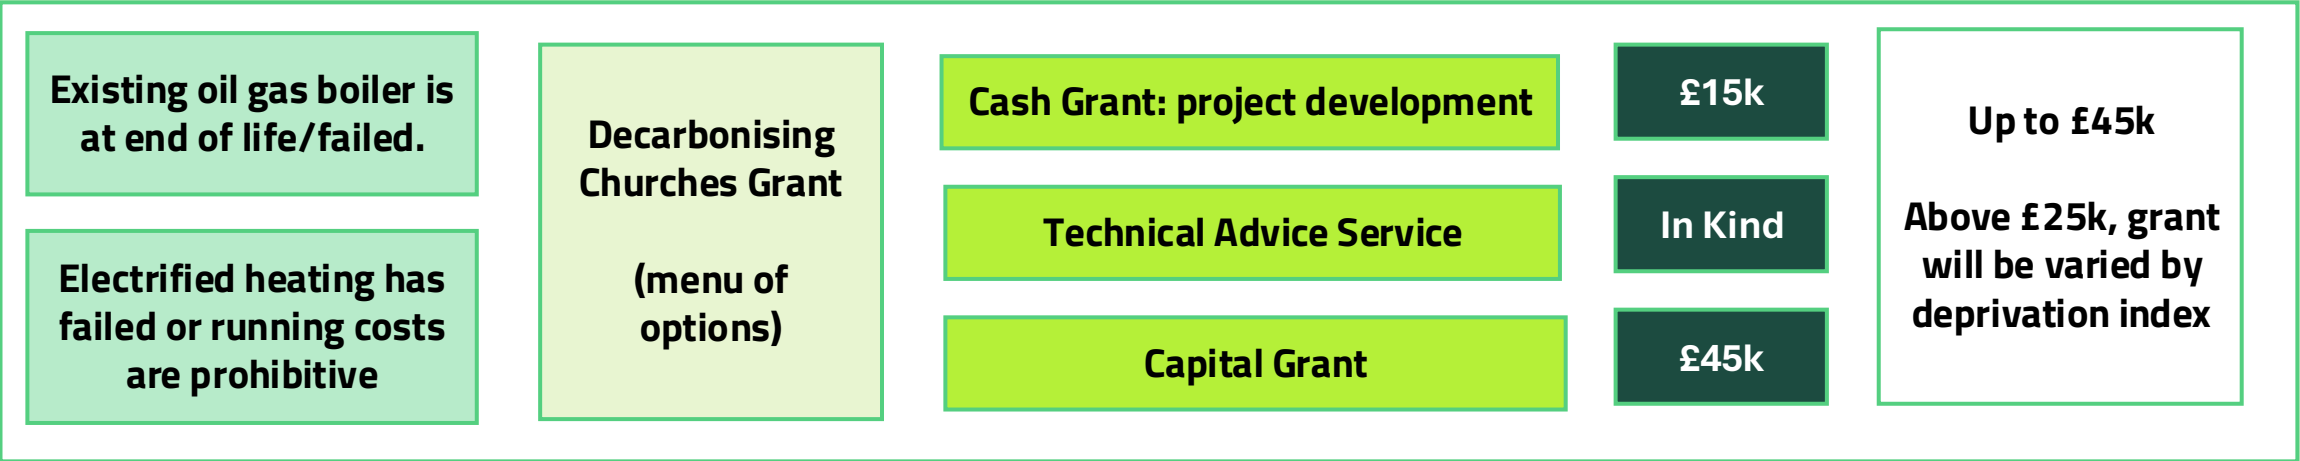 Existing oil gas boiler is
at end of life/failed.
Electrified heating has
failed or running costs
are prohibitive
Decarbonising
Churches Grant
(menu of
options)
Cash Grant: project development
Technical Advice Service
Capital Grant
£15k
In Kind
£45k
Up to £45k
Above £25k, grant
will be varied by
deprivation index